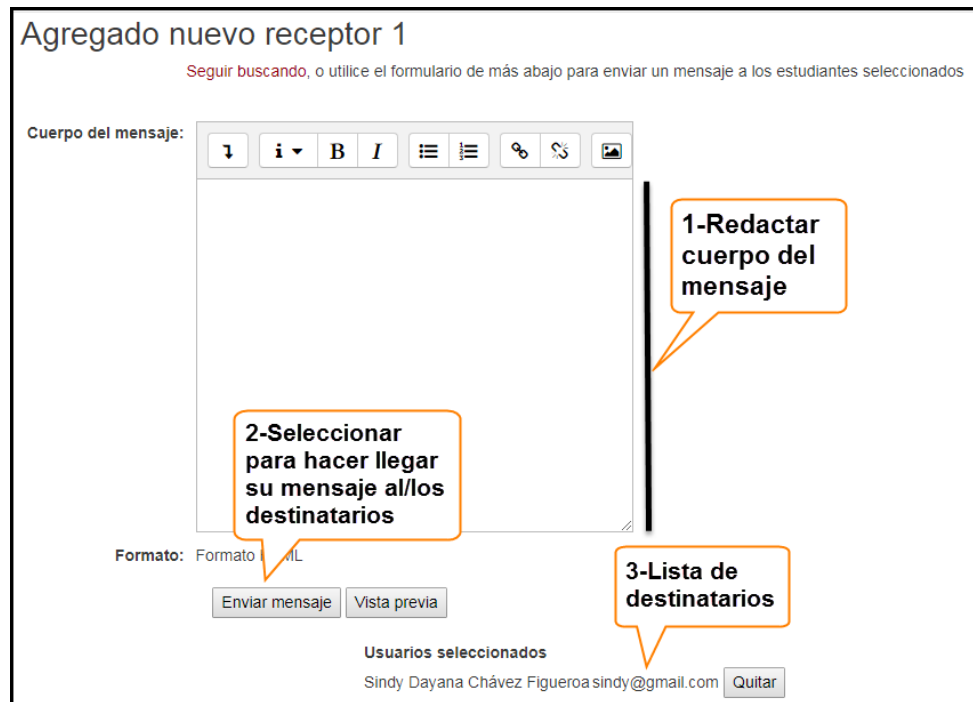 Agregado nuevo receptor 1
Seguir buscando, o utilice el formulario de más abajo para enviar un mensaje a los estudiantes seleccionados
Cuerpo del mensaje:
i B I
1-Redactar
cuerpo del
mensaje
2-Seleccionar
para hacer llegar
su mensaje al/los
destinatarios
Formato: Formato ML
Enviar mensaje Vista previa
3-Lista de
destinatarios
Usuarios seleccionados
Sindy Dayana Chávez Figueroa sindy@gmail.com Quitar